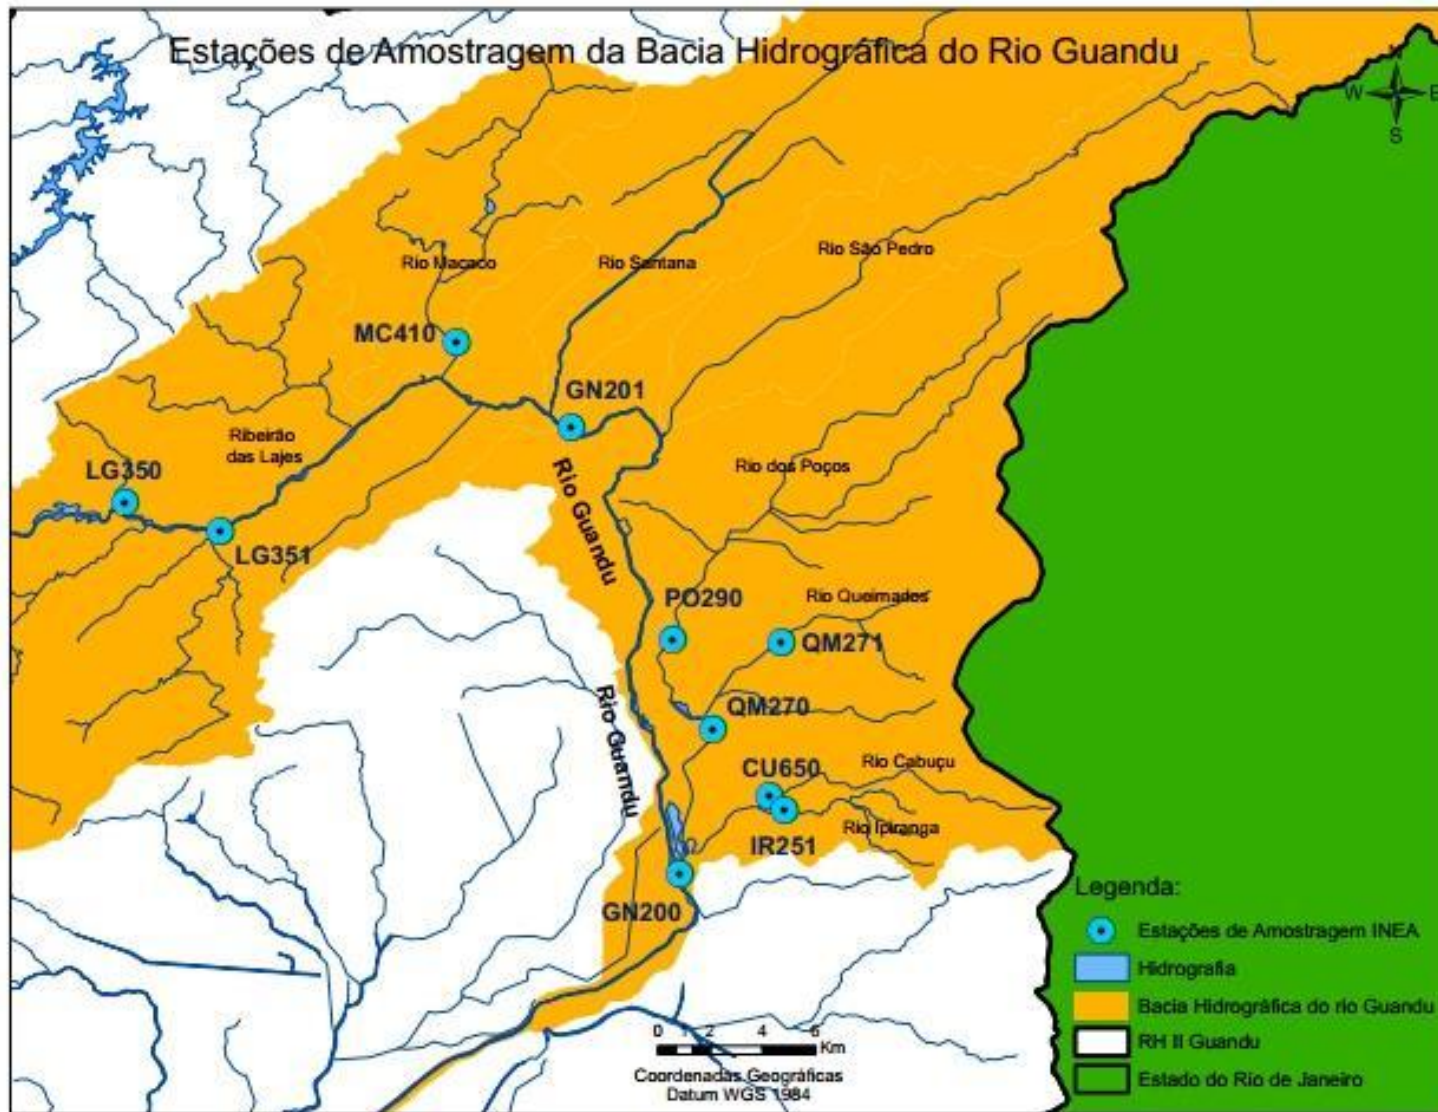 Estações de Amostragem da Bacia Hidrográfica do Rio Guandu
N
W
E
S
Rio São Pedro
Rio Macaco
Rio Santana
MC410
GN201
Ribeirão
das Lajes
LG350
Rio dos Poços
Rio Guandu
LG351
PO290
Rio Queimados
QM271
Rio Guandu
QM270
CU650
Rio Cabuçu
Rio Ipiranga
IR251
GN200
Legenda:
Estações de Amostragem INEA
Hidrografia
Bacia Hidrográfica do rio Guandu
RH II Guandu
Estado do Rio de Janeiro
0 1 2 4 6
Km
Coordenadas Geográficas
Datum WGS 1984